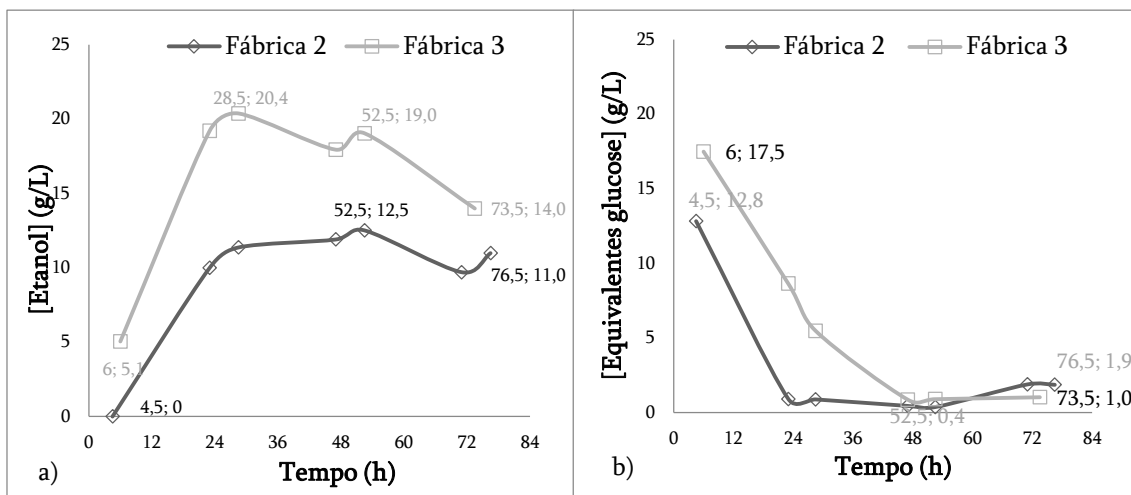 Fábrica 2 Fábrica 3
25
20
15
10
5
0
[Etanol] (g/L)
28,5; 20,4
52,5; 19,0
73,5; 14,0
52,5; 12,5
76,5; 11,0
6; 5,1
4,5; 0
0 12 24 36 48 60 72 84
Tempo (h)
a)
Fábrica 2 Fábrica 3
25
20
15
10
5
0
[Equivalentes glucose] (g/L)
6; 17,5
4,5; 12,8
76,5; 1,9
73,5; 1,0
52,5; 0,4
0 12 24 36 48 60 72 84
Tempo (h)
b)